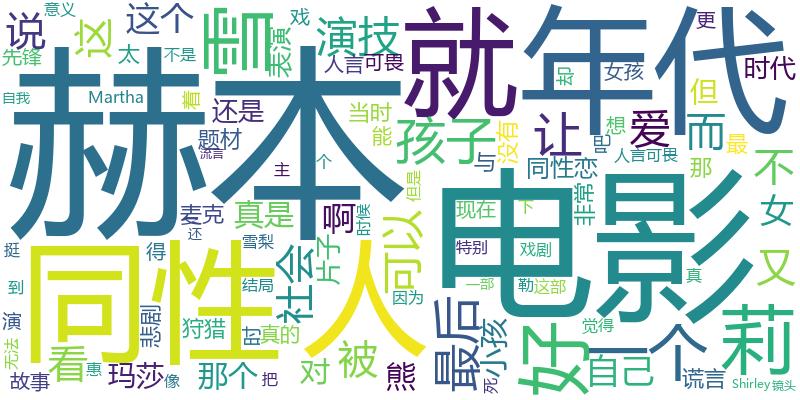 意义
这个
雪
戏
演技
就
年代
更
说
这
先锋
太
不是
表演
人言可畏
却
女孩
时代
赫本
自我
Martha
着
还是
当时
但
题材
能
孩子
让
爱
而
想
没有
最
流言
主
个
与
同性恋
人言可畏
那
不
麦克
真是
啊
时候
但是
可以
现在
非常
下
女
挺
得
还
雪梨
社会
片子
电影
特别
戏剧
又
到
同性
结局
人
因为
一部
勒
这部
真
演
悲剧
狩猎
时
真的
最后
小孩
好
觉得
一个
莉
无法
看
惠
故事
玛莎
像
那个
把
对
被
熊
死
自己
谎言
Shirley
镜头